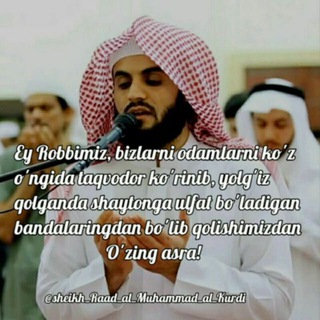 Ey Robbimiz, bizlarni odamlarni ko'z
o'ngida taqvodor ko'rinib, yolg'iz
qolganda shaytonga ulfat bo'ladigan
bandalaringdan bo'lib qolishimizdan
O'zing asra!
@sheikh_Raad_al_Muhammad_al_Kurdi